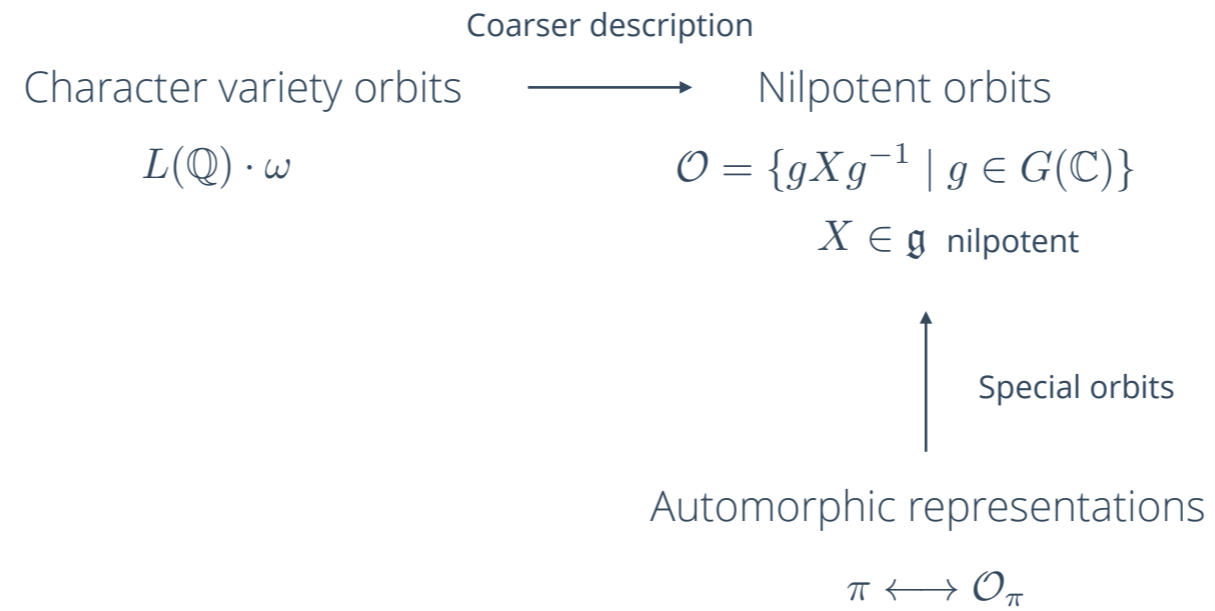 Coarser description
Character variety orbits ⟶ Nilpotent orbits
L(ℚ) · ω
𝒪 = {gXg⁻¹ | g ∈ G(ℂ)}
X ∈ 𝔤 nilpotent
Special orbits
Automorphic representations
π ⟷ 𝒪_π